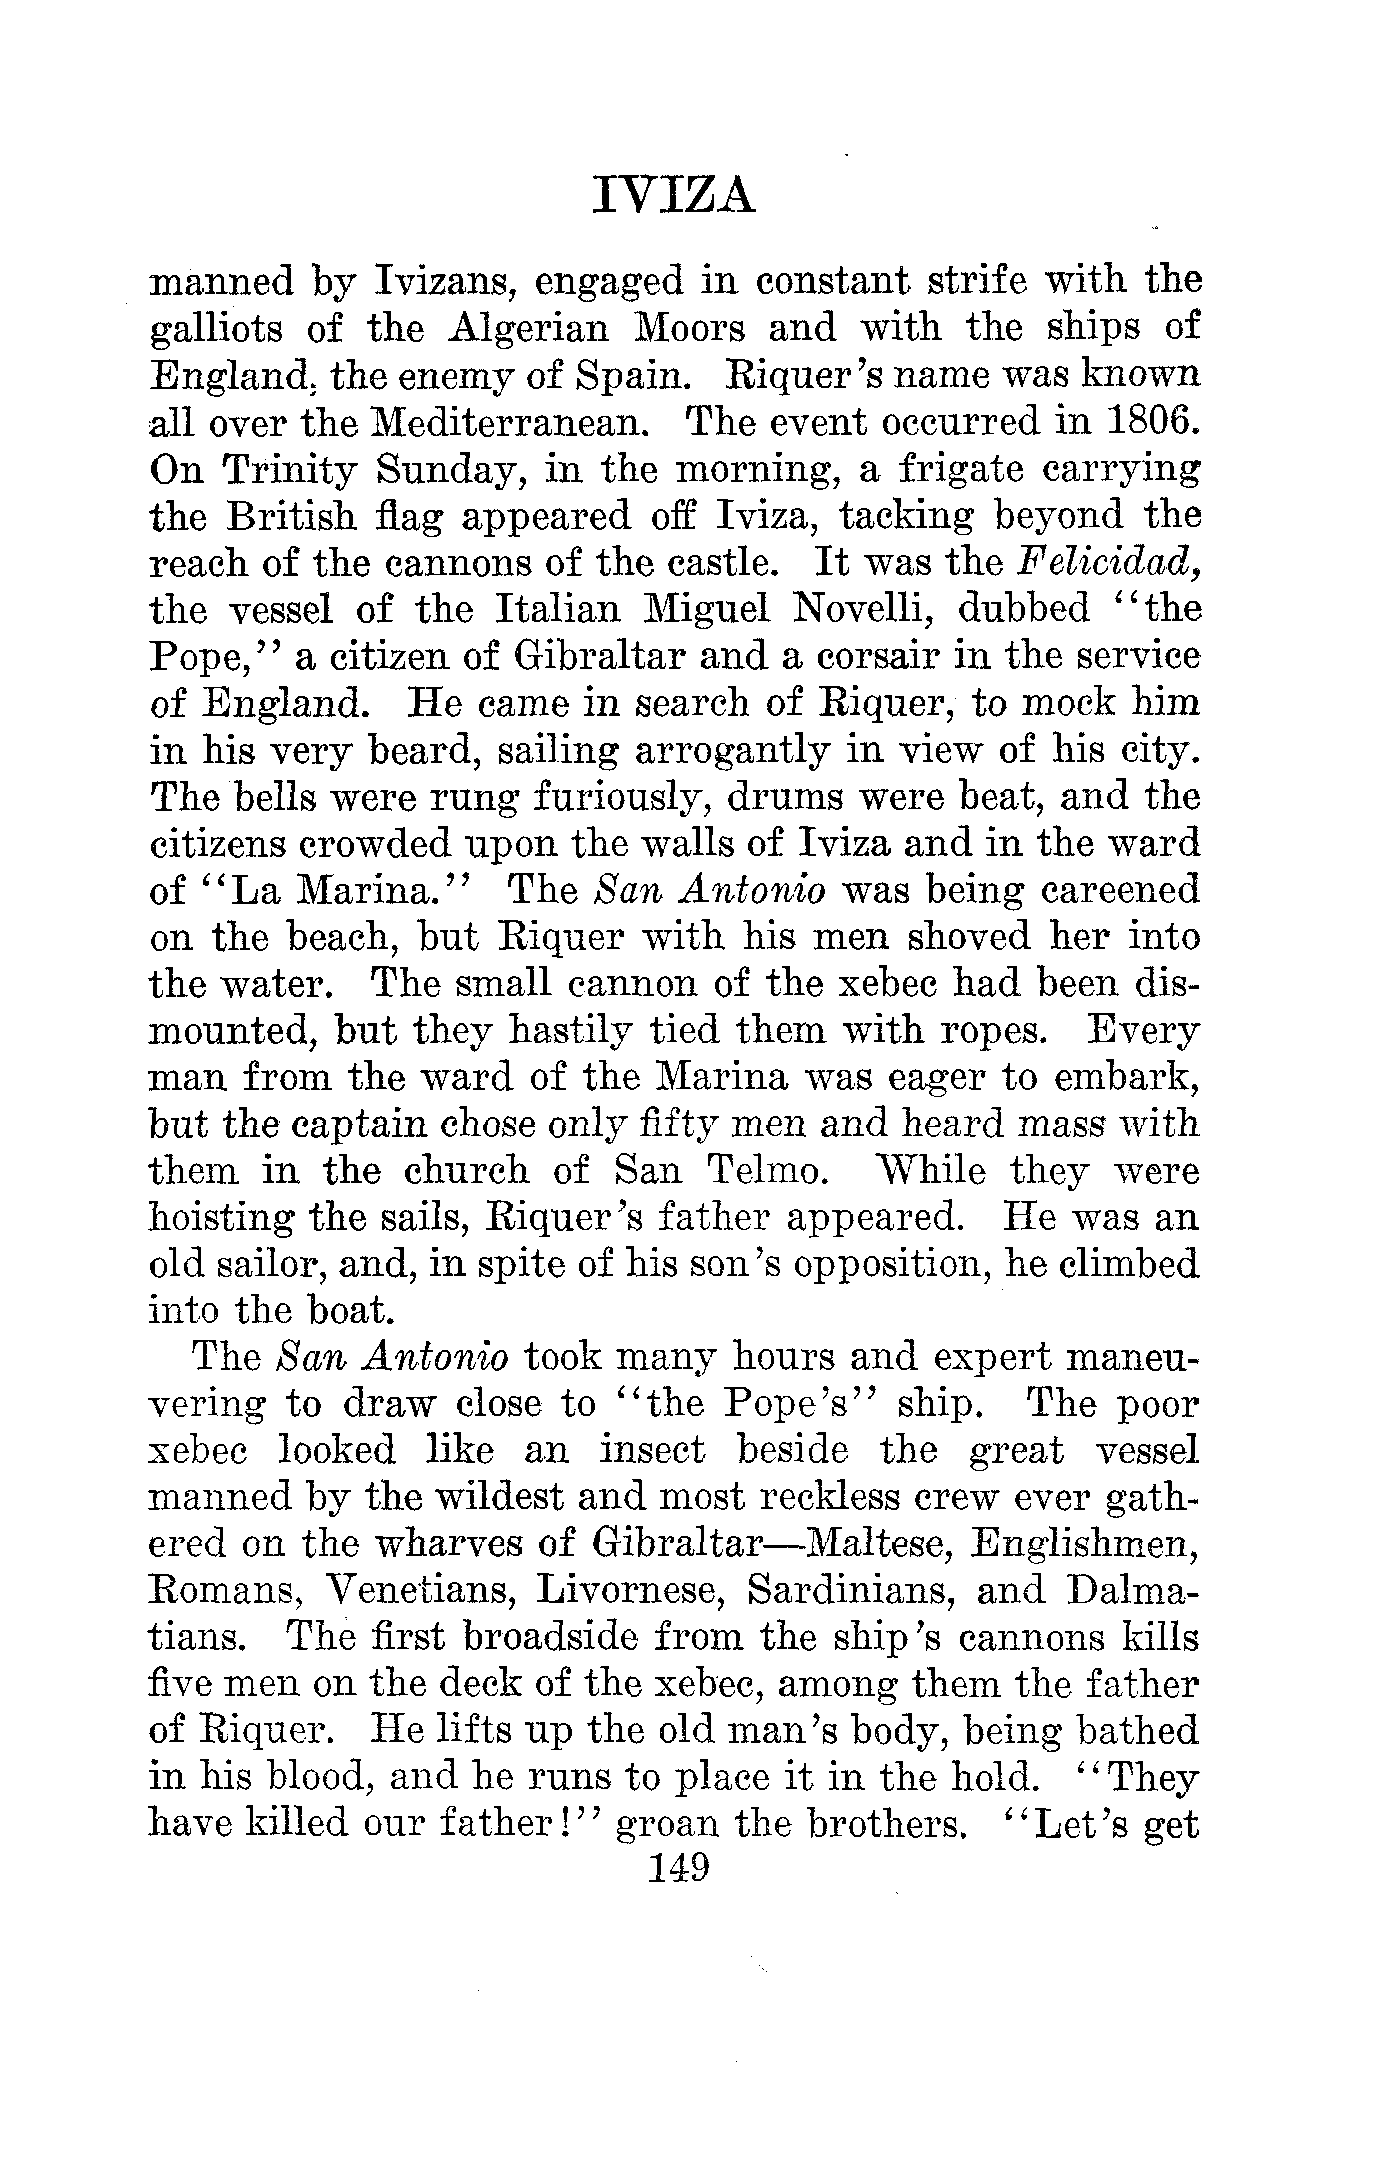 IVIZA
manned by Ivizans, engaged in constant strife with the
galliots of the Algerian Moors and with the ships of
England, the enemy of Spain. Riquer's name was known
all over the Mediterranean. The event occurred in 1806.
On Trinity Sunday, in the morning, a frigate carrying
the British flag appeared off Iviza, tacking beyond the
reach of the cannons of the castle. It was the Felicidad,
the vessel of the Italian Miguel Novelli, dubbed "the
Pope," a citizen of Gibraltar and a corsair in the service
of England. He came in search of Riquer, to mock him
in his very beard, sailing arrogantly in view of his city.
The bells were rung furiously, drums were beat, and the
citizens crowded upon the walls of Iviza and in the ward
of "La Marina." The San Antonio was being careened
on the beach, but Riquer with his men shoved her into
the water. The small cannon of the xebec had been dis-
mounted, but they hastily tied them with ropes. Every
man from the ward of the Marina was eager to embark,
but the captain chose only fifty men and heard mass with
them in the church of San Telmo. While they were
hoisting the sails, Riquer's father appeared. He was an
old sailor, and, in spite of his son's opposition, he climbed
into the boat.
The San Antonio took many hours and expert maneu-
vering to draw close to "the Pope's" ship. The poor
xebec looked like an insect beside the great vessel
manned by the wildest and most reckless crew ever gath-
ered on the wharves of Gibraltar—Maltese, Englishmen,
Romans, Venetians, Livornese, Sardinians, and Dalma-
tians. The first broadside from the ship's cannons kills
five men on the deck of the xebec, among them the father
of Riquer. He lifts up the old man's body, being bathed
in his blood, and he runs to place it in the hold. "They
have killed our father!" groan the brothers. "Let's get
149